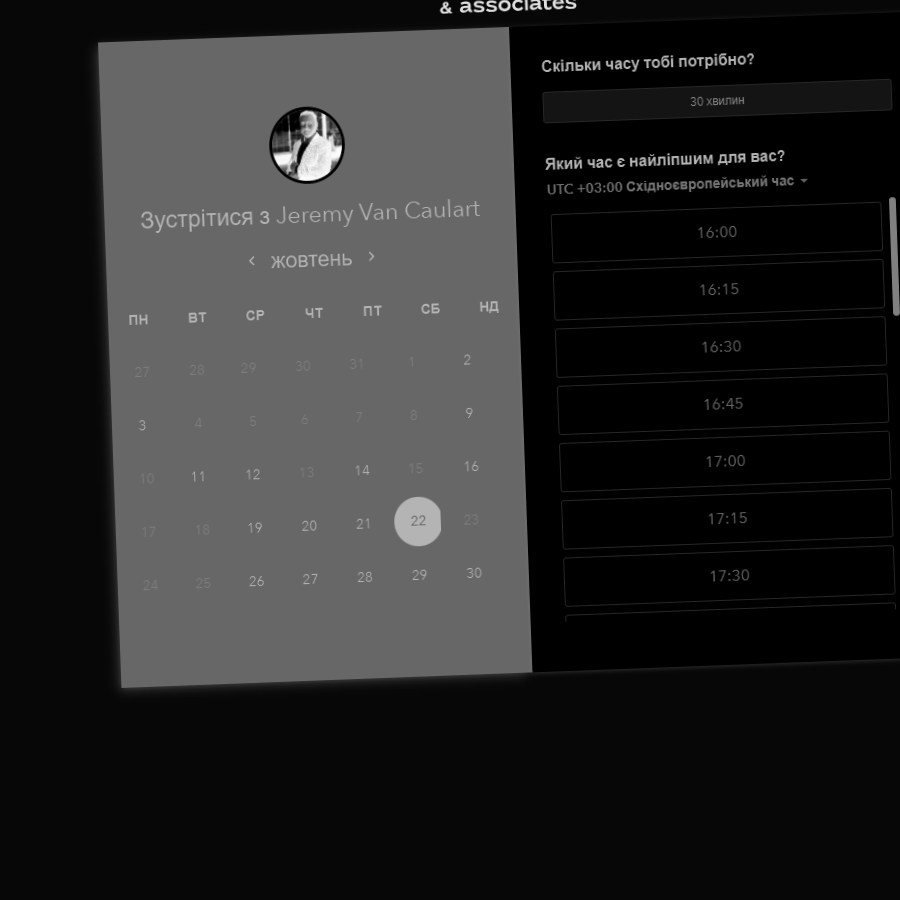 & associates
Зустрітися з Jeremy Van Caulart
жовтень
ПН ВТ СР ЧТ ПТ СБ НД
27 28 29 30 31 1 2
3 4 5 6 7 8 9
10 11 12 13 14 15 16
17 18 19 20 21 22 23
24 25 26 27 28 29 30
Скільки часу тобі потрібно?
30 хвилин
Який час є найліпшим для вас?
UTC +03:00 Східноєвропейський час
16:00
16:15
16:30
16:45
17:00
17:15
17:30